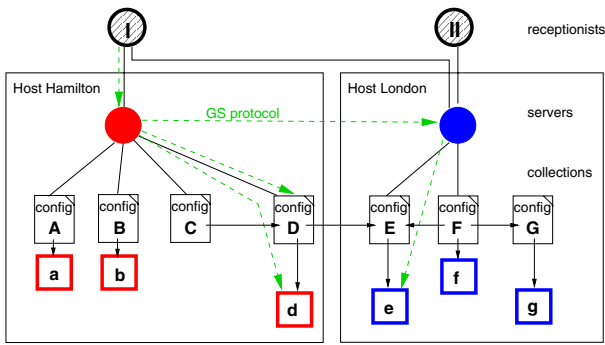 I II receptionists
Host Hamilton Host London
GS protocol servers
collections
config config config config config config config
A B C D E F G
a b f
d e g